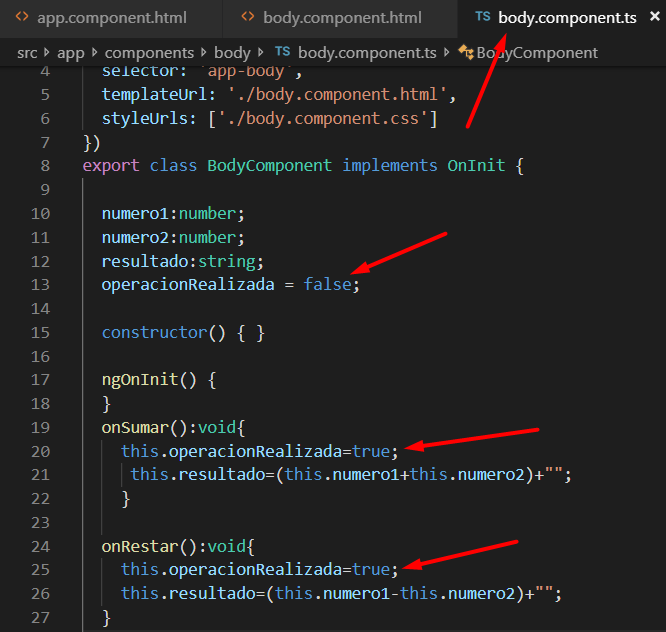 <> app.component.html <> body.component.html TS body.component.ts ×
src > app > components > body > TS body.component.ts > BodyComponent
4 selector: 'app-body',
5 templateUrl: './body.component.html',
6 styleUrls: ['./body.component.css']
7 })
8 export class BodyComponent implements OnInit {
9
10 numero1:number;
11 numero2:number;
12 resultado:string;
13 operacionRealizada = false;
14
15 constructor() { }
16
17 ngOnInit() {
18 }
19 onSumar():void{
20 this.operacionRealizada=true;
21 this.resultado=(this.numero1+this.numero2)+"";
22 }
23
24 onRestar():void{
25 this.operacionRealizada=true;
26 this.resultado=(this.numero1-this.numero2)+"";
27 }